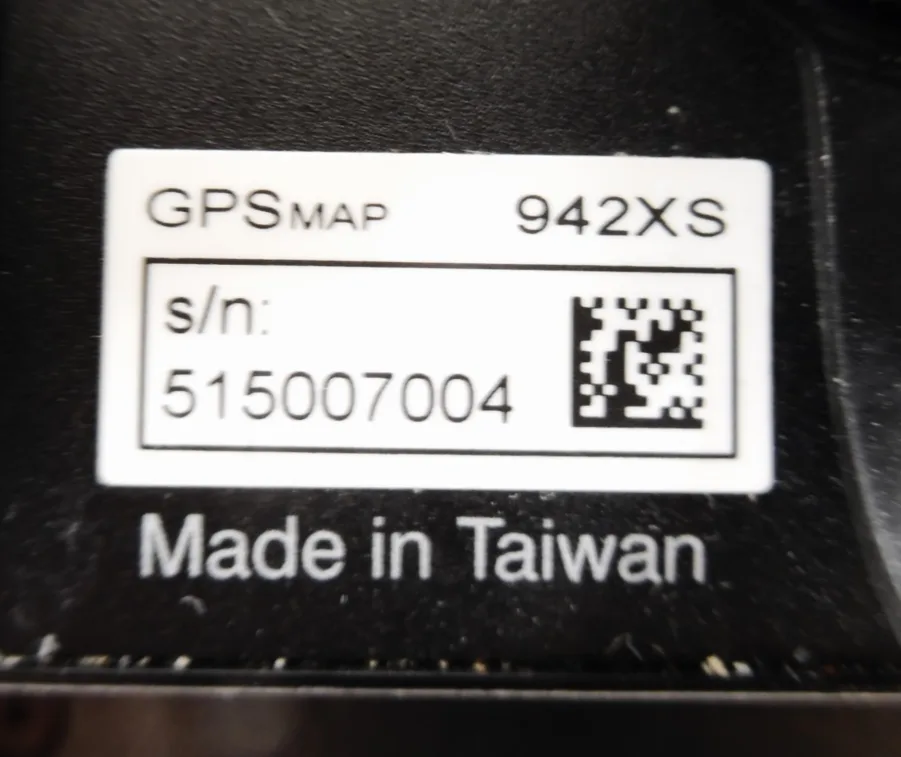 GPSMAP 942XS
s/n:
515007004
Made in Taiwan